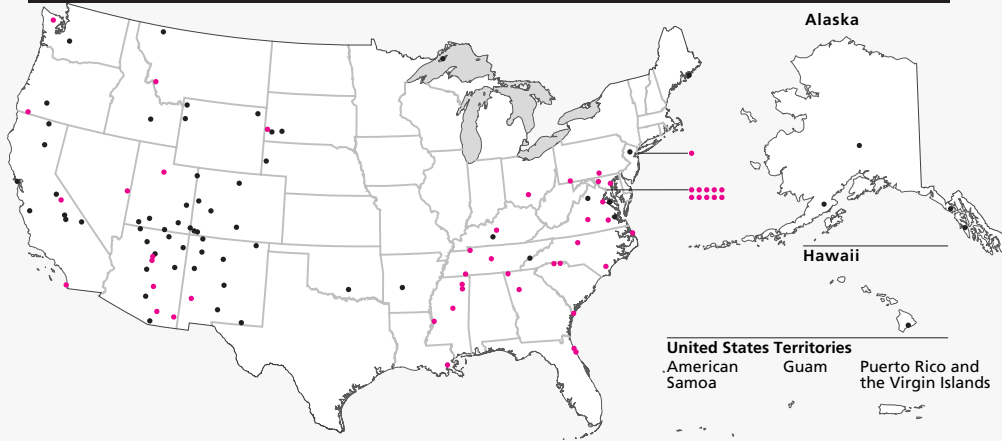 Alaska
Hawaii
United States Territories
American
Samoa
Guam
Puerto Rico and
the Virgin Islands